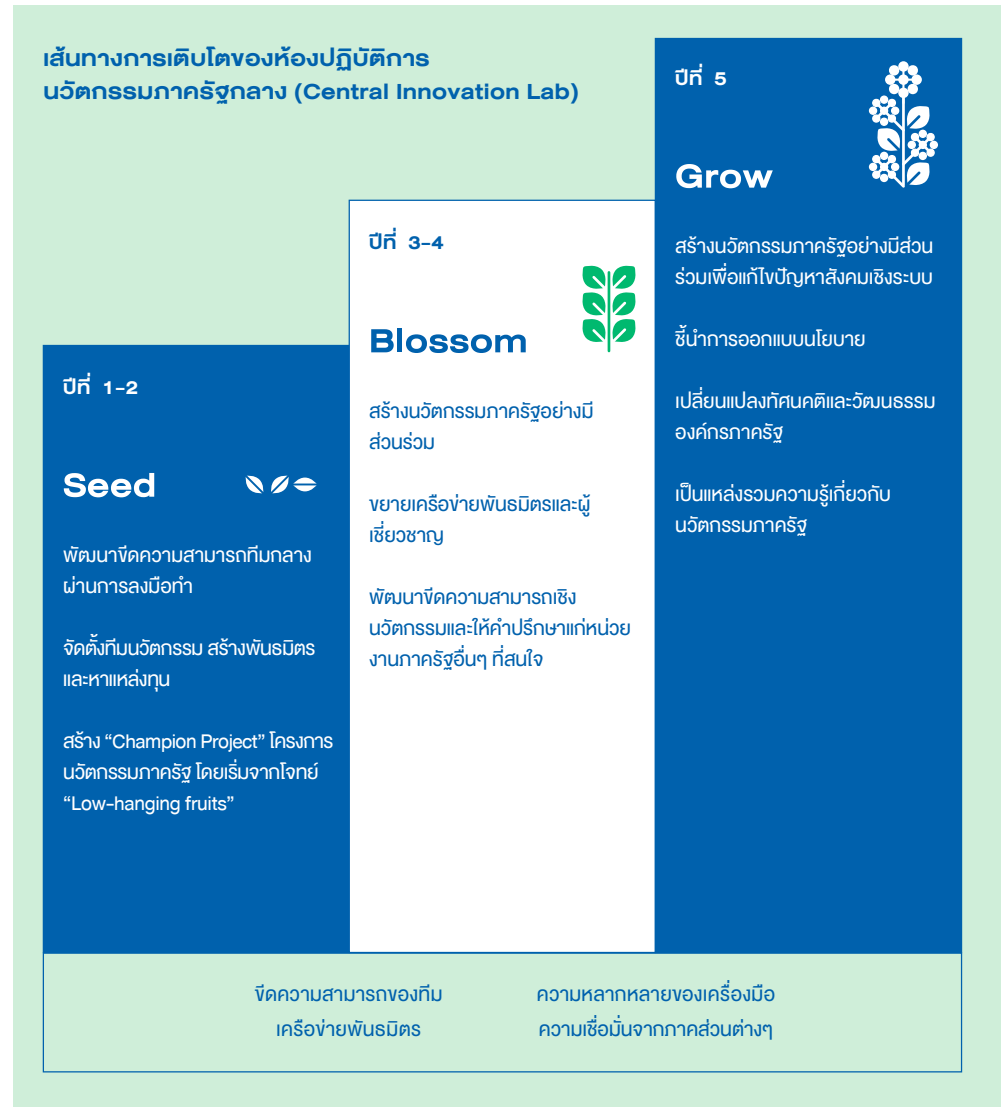 เส้นทางการเติบโตของห้องปฏิบัติการ
นวัตกรรมภาครัฐกลาง (Central Innovation Lab)
ปีที่ 1-2
Seed
พัฒนาขีดความสามารถทีมกลาง
ผ่านการลงมือทำ
จัดตั้งทีมนวัตกรรม สร้างพันธมิตร
และหาแหล่งทุน
สร้าง “Champion Project” โครงการ
นวัตกรรมภาครัฐ โดยเริ่มจากโจทย์
“Low-hanging fruits”
ปีที่ 3-4
Blossom
สร้างนวัตกรรมภาครัฐอย่างมี
ส่วนร่วม
ขยายเครือข่ายพันธมิตรและผู้
เชี่ยวชาญ
พัฒนาขีดความสามารถเชิง
นวัตกรรมและให้คำปรึกษาแก่หน่วย
งานภาครัฐอื่นๆ ที่สนใจ
ปีที่ 5
Grow
สร้างนวัตกรรมภาครัฐอย่างมีส่วน
ร่วมเพื่อแก้ไขปัญหาสังคมเชิงระบบ
ชี้นำการออกแบบนโยบาย
เปลี่ยนแปลงทัศนคติและวัฒนธรรม
องค์กรภาครัฐ
เป็นแหล่งรวมความรู้เกี่ยวกับ
นวัตกรรมภาครัฐ
ขีดความสามารถของทีม
เครือข่ายพันธมิตร
ความหลากหลายของเครื่องมือ
ความเชื่อมั่นจากภาคส่วนต่างๆ